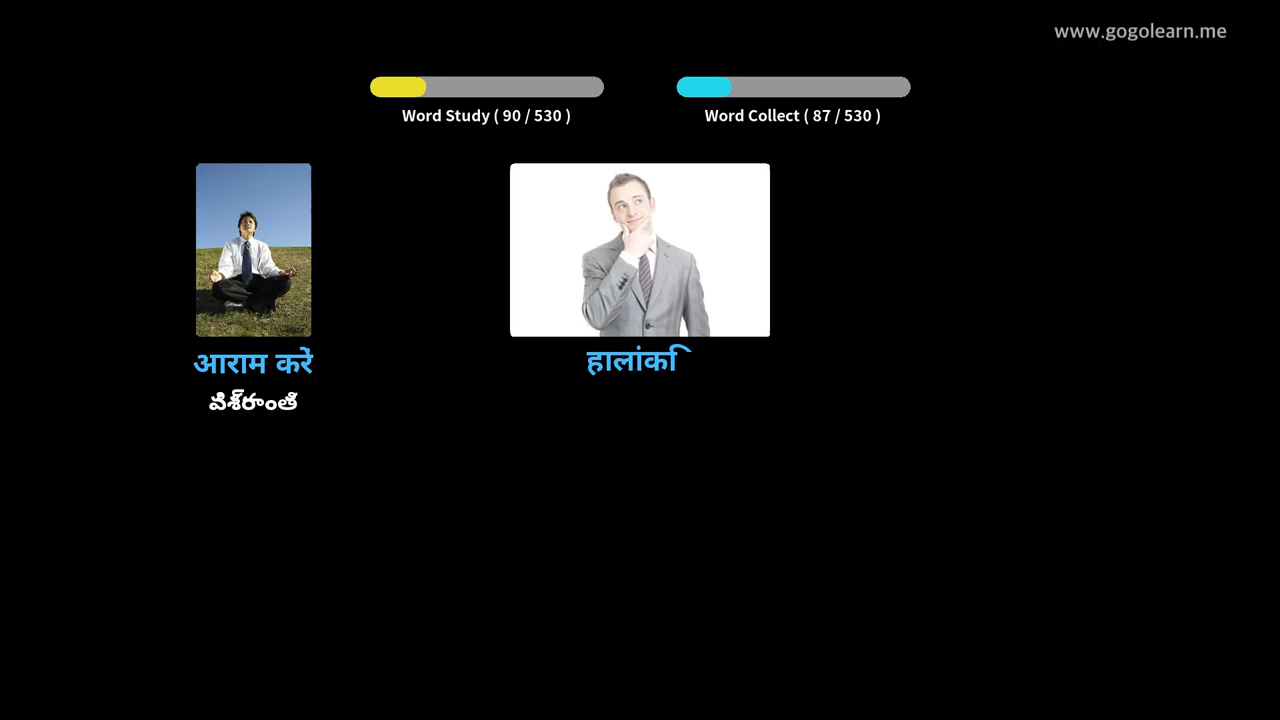 www.gogolearn.me
Word Study ( 90 / 530 )
Word Collect ( 87 / 530 )
आराम करें
విశ్రాంతి
हालांकि